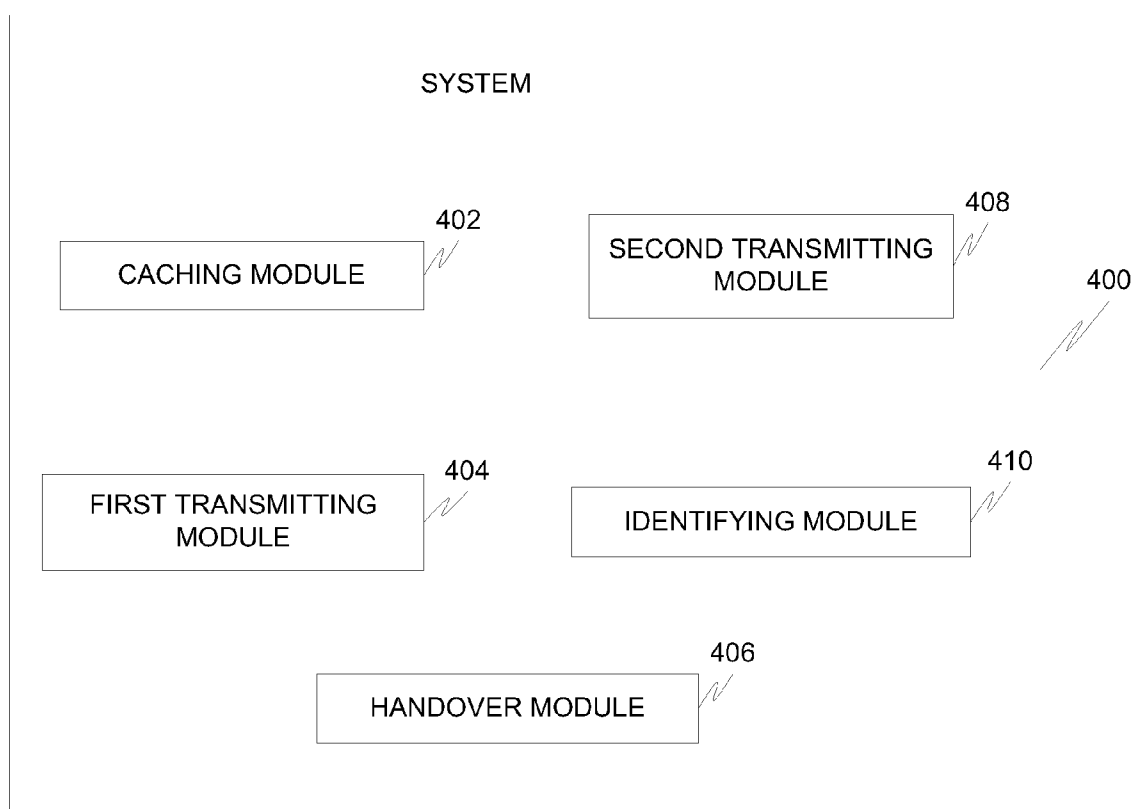 SYSTEM
402
CACHING MODULE
408
SECOND TRANSMITTING
MODULE
400
404
FIRST TRANSMITTING
MODULE
410
IDENTIFYING MODULE
406
HANDOVER MODULE